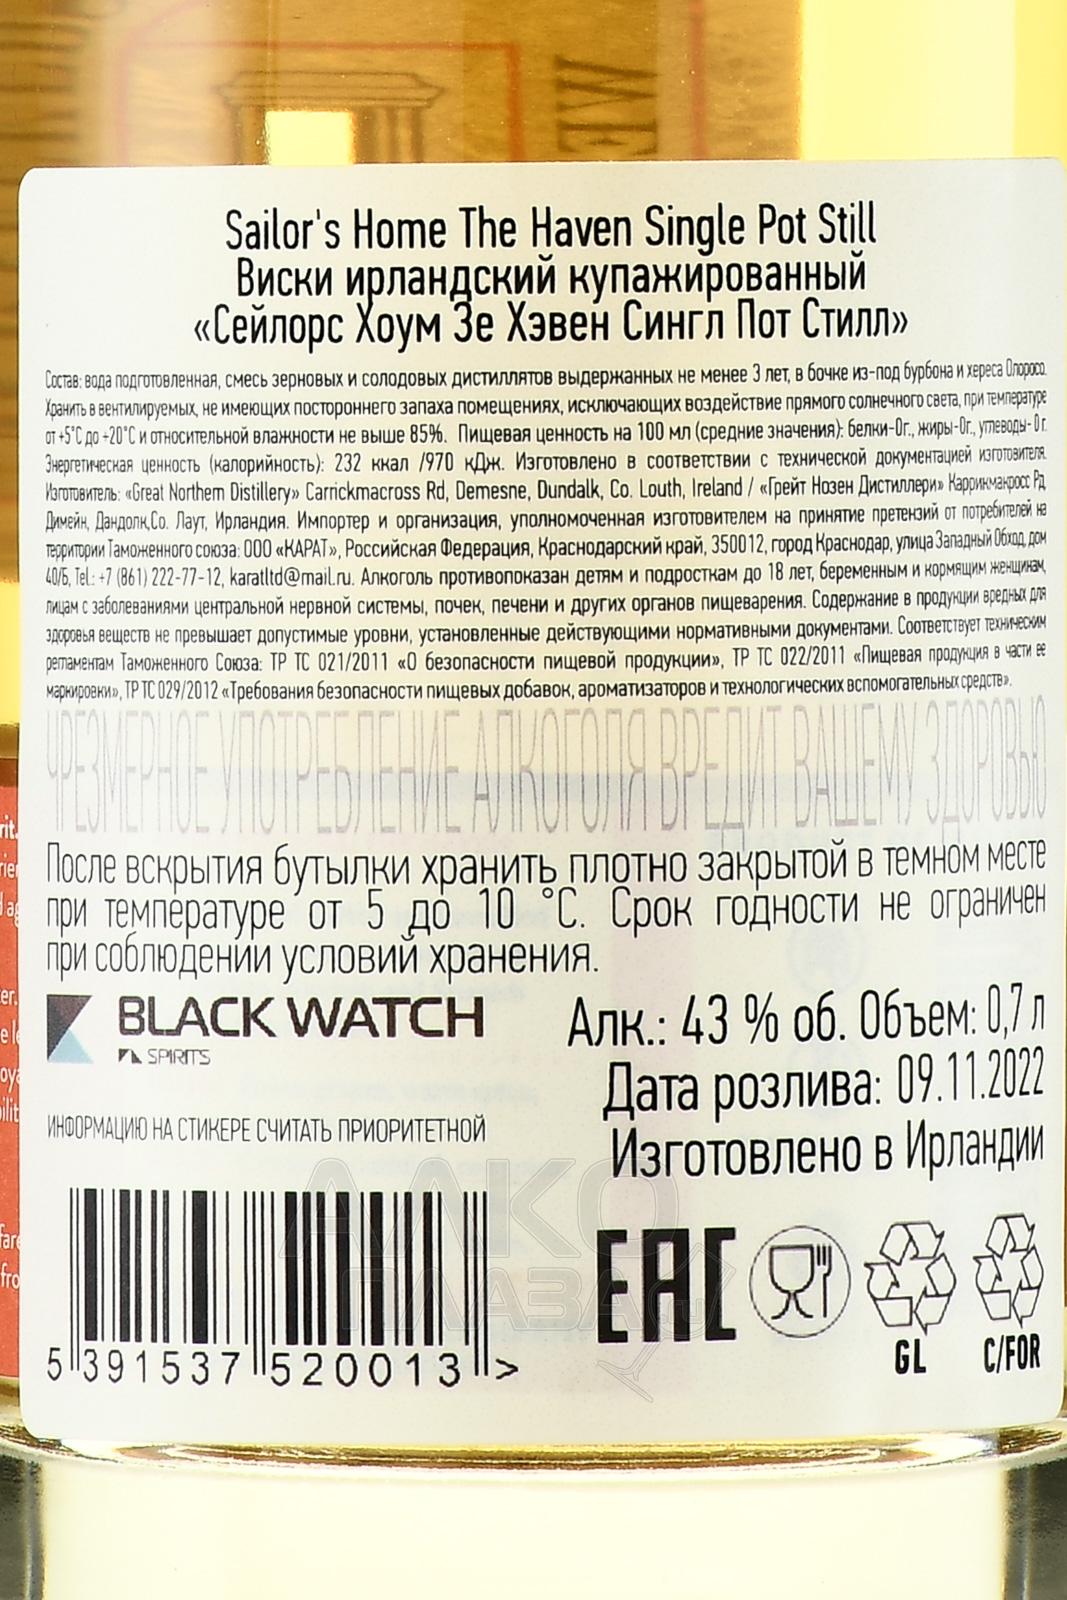 Sailor's Home The Haven Single Pot Still
Виски ирландский купажированный
«Сейлорс Хоум Зе Хэвен Сингл Пот Стилл»
Состав: вода подготовленная, смесь зерновых и солодовых дистиллятов выдержанных не менее 3 лет, в бочке из-под бурбона и хереса Олоросо.
Хранить в вентилируемых, не имеющих постороннего запаха помещениях, исключающих воздействие прямого солнечного света, при температуре
от +5°С до +20°С и относительной влажности не выше 85%. Пищевая ценность на 100 мл (средние значения): белки-0г., жиры-0г., углеводы- 0 г.
Энергетическая ценность (калорийность): 232 ккал /970 кДж. Изготовлено в соответствии с технической документацией изготовителя.
Изготовитель: «Great Northern Distillery» Carrickmacross Rd, Demesne, Dundalk, Co. Louth, Ireland / «Грейт Нозен Дистиллери» Каррикмакросс Рд,
Димейн, Дандолк,Со. Лаут, Ирландия. Импортер и организация, уполномоченная изготовителем на принятие претензий от потребителей на
территории Таможенного союза: ООО «КАРАТ», Российская Федерация, Краснодарский край, 350012, город Краснодар, улица Западный Обход, дом
40/Б, Tel.: +7 (861) 222-77-12, karatltd@mail.ru. Алкоголь противопоказан детям и подросткам до 18 лет, беременным и кормящим женщинам,
лицам с заболеваниями центральной нервной системы, почек, печени и других органов пищеварения. Содержание в продукции вредных для
здоровья веществ не превышает допустимые уровни, установленные действующими нормативными документами. Соответствует техническим
регламентам Таможенного Союза: ТР ТС 021/2011 «О безопасности пищевой продукции», ТР ТС 022/2011 «Пищевая продукция в части ее
маркировки», ТР ТС 029/2012 «Требования безопасности пищевых добавок, ароматизаторов и технологических вспомогательных средств».
ЧРЕЗМЕРНОЕ УПОТРЕБЛЕНИЕ АЛКОГОЛЯ ВРЕДИТ ВАШЕМУ ЗДОРОВЬЮ
После вскрытия бутылки хранить плотно закрытой в темном месте
при температуре от 5 до 10 °С. Срок годности не ограничен
при соблюдении условий хранения.
BLACK WATCH
SPIRITS
Алк.: 43 % об. Объем: 0,7 л
Дата розлива: 09.11.2022
Изготовлено в Ирландии
ИНФОРМАЦИЮ НА СТИКЕРЕ СЧИТАТЬ ПРИОРИТЕТНОЙ
АЛКО
ПЛАЗА.ru
5 391537 520013 >
EAC
GL
C/FOR